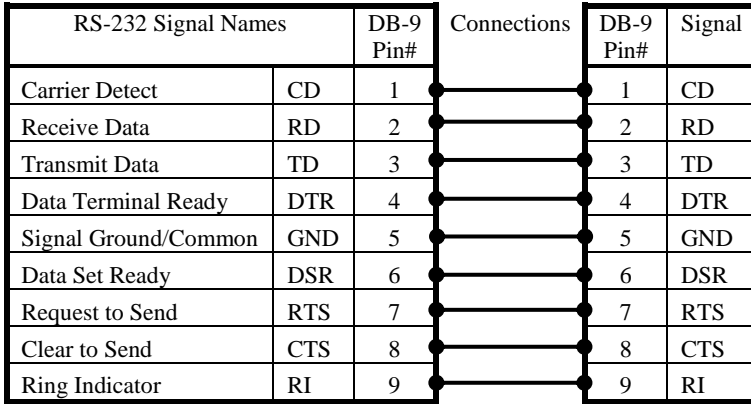 RS-232 Signal Names DB-9 Pin# Connections DB-9 Pin# Signal
Carrier Detect CD 1 1 CD
Receive Data RD 2 2 RD
Transmit Data TD 3 3 TD
Data Terminal Ready DTR 4 4 DTR
Signal Ground/Common GND 5 5 GND
Data Set Ready DSR 6 6 DSR
Request to Send RTS 7 7 RTS
Clear to Send CTS 8 8 CTS
Ring Indicator RI 9 9 RI